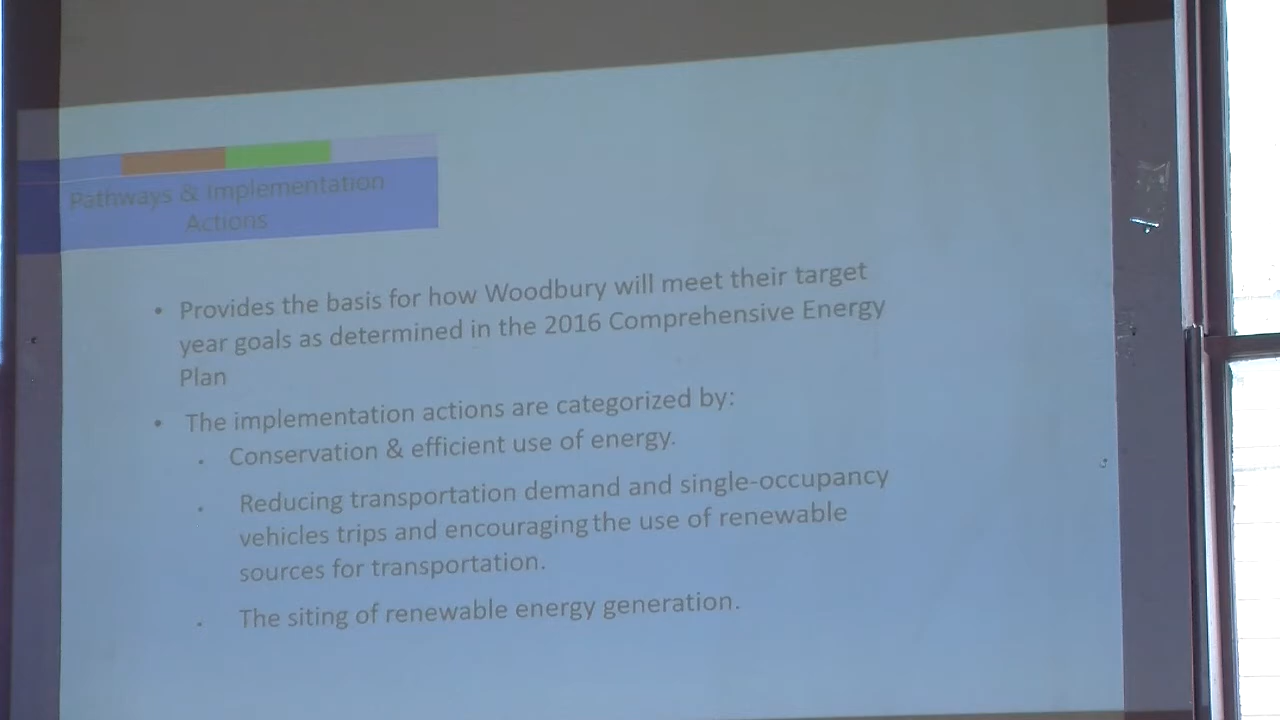 Pathways & Implementation
Actions
• Provides the basis for how Woodbury will meet their target
year goals as determined in the 2016 Comprehensive Energy
Plan
• The implementation actions are categorized by:
• Conservation & efficient use of energy.
• Reducing transportation demand and single-occupancy
vehicles trips and encouraging the use of renewable
sources for transportation.
• The siting of renewable energy generation.